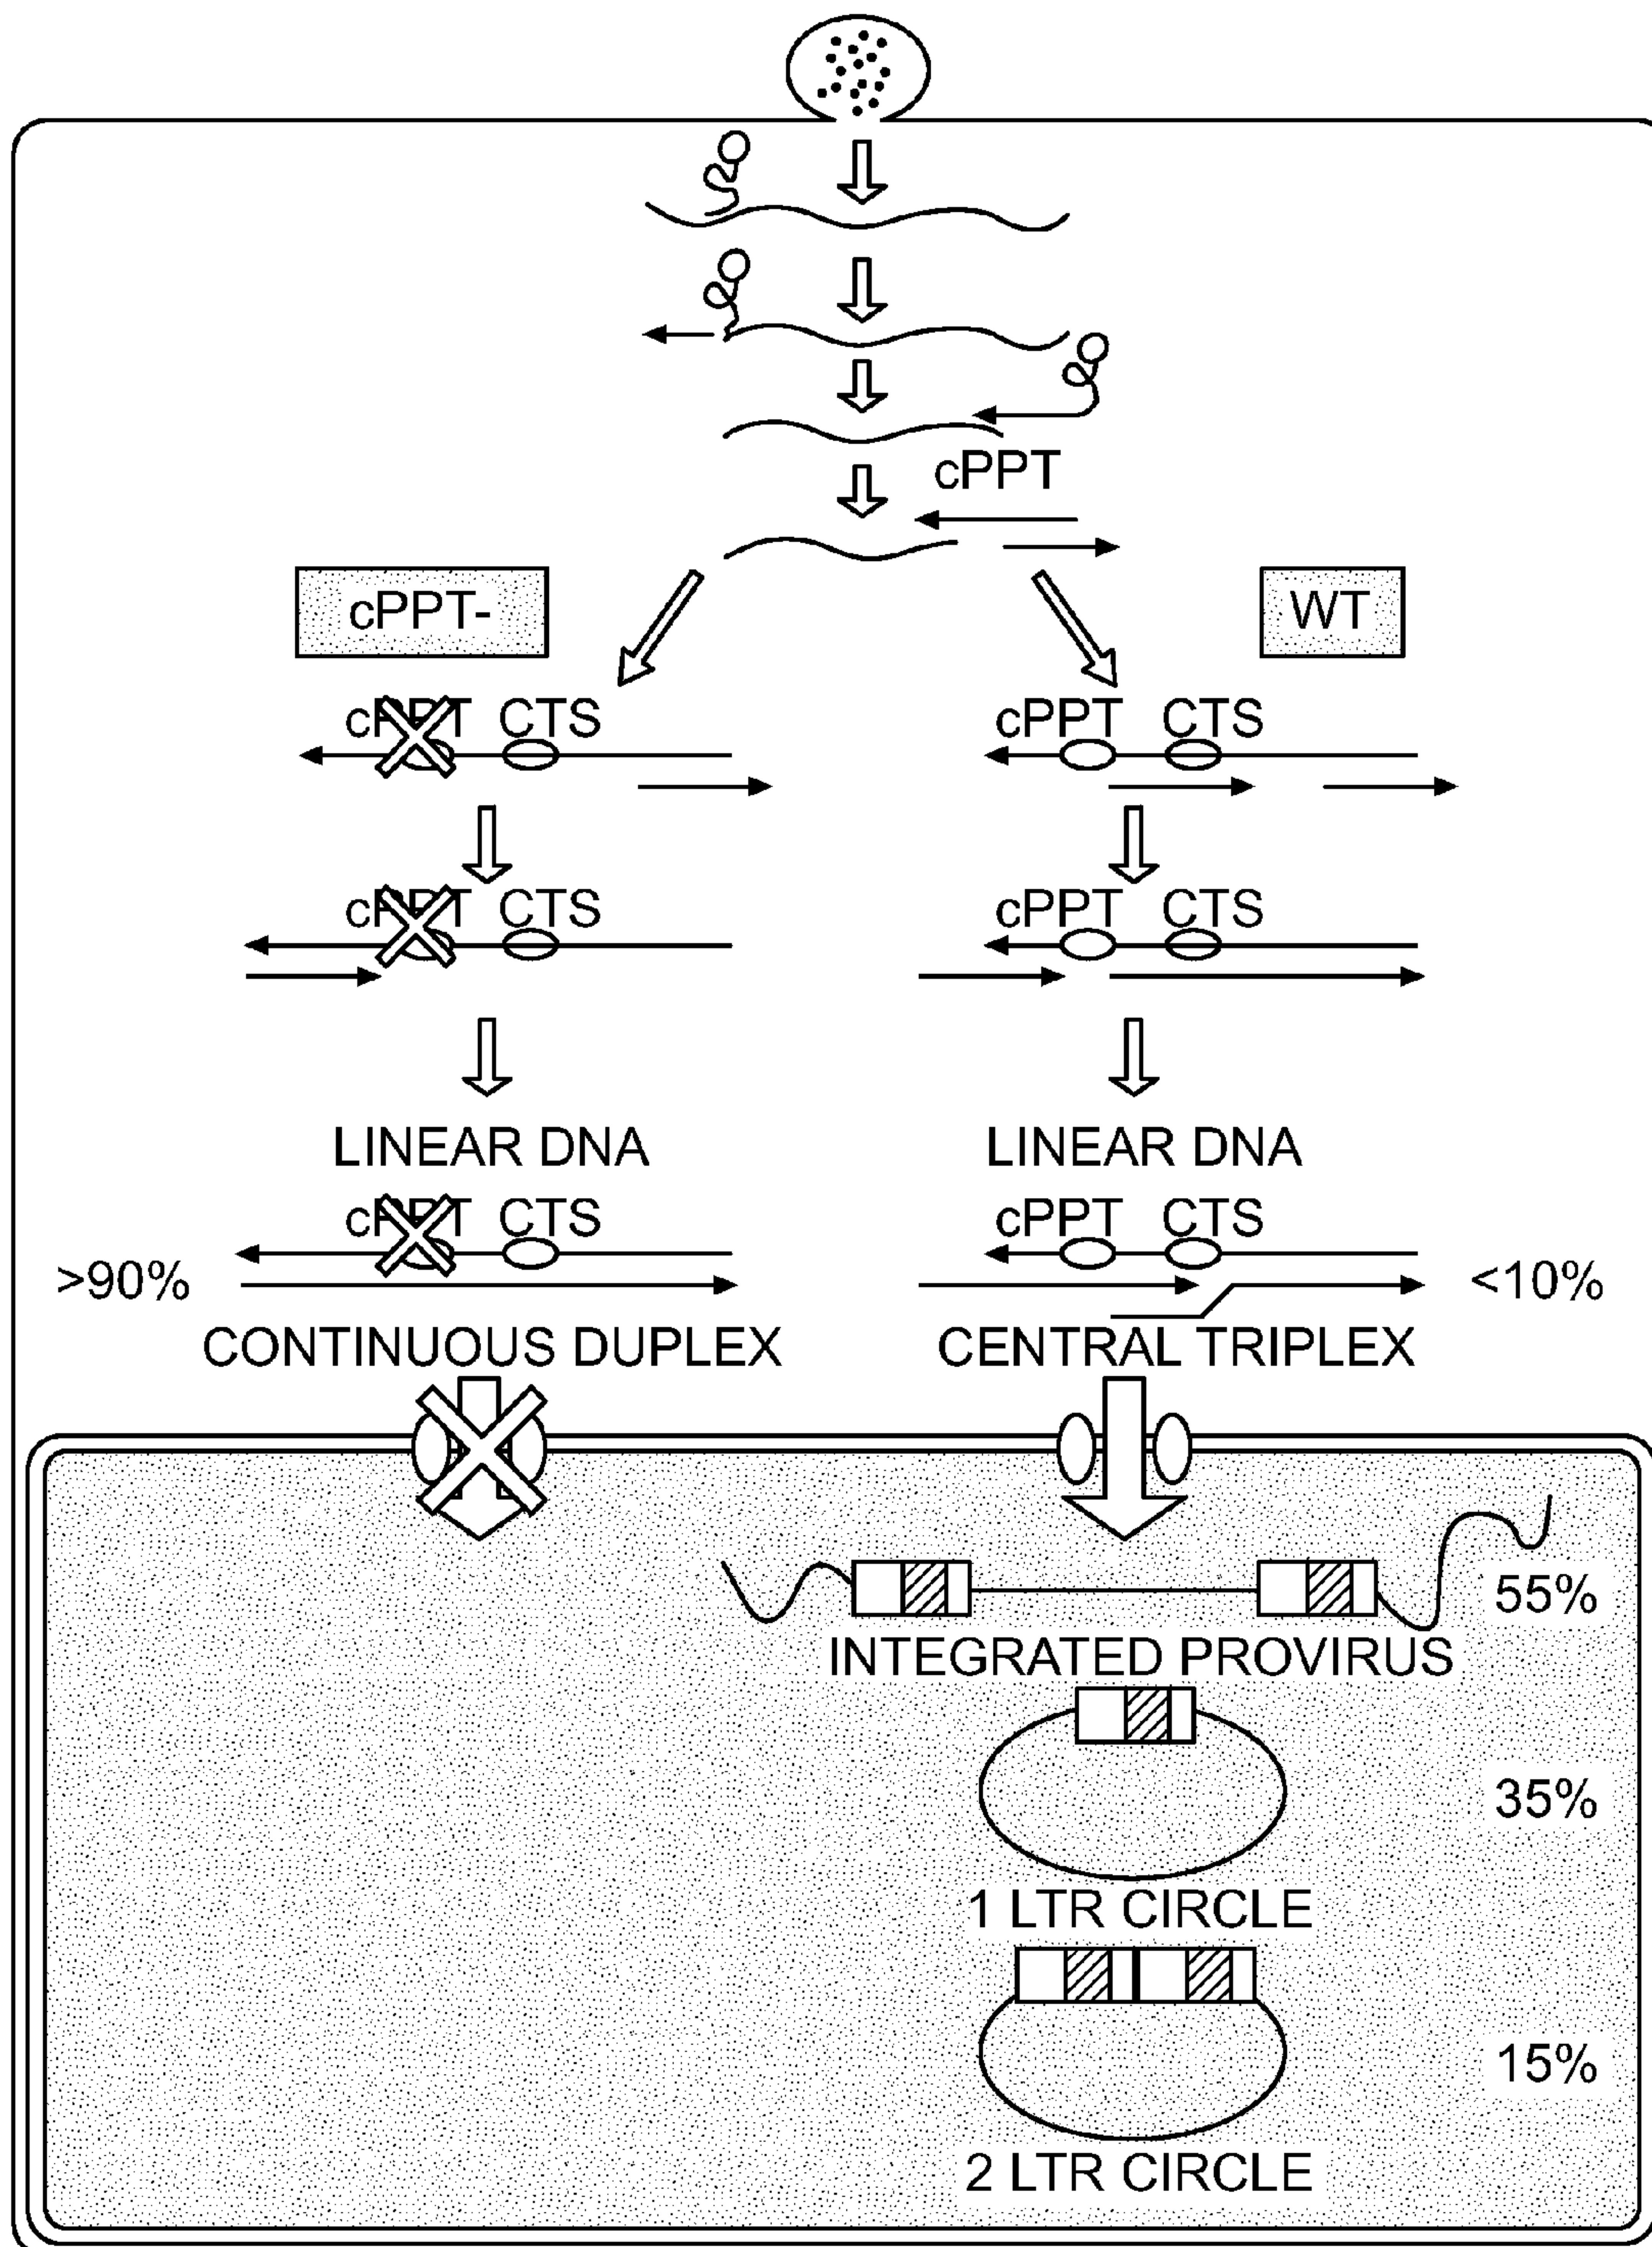 cPPT
cPPT-
WT
cPPT CTS
cPPT CTS
cPPT CTS
cPPT CTS
LINEAR DNA
LINEAR DNA
cPPT CTS
cPPT CTS
>90%
<10%
CONTINUOUS DUPLEX
CENTRAL TRIPLEX
55%
INTEGRATED PROVIRUS
35%
1 LTR CIRCLE
15%
2 LTR CIRCLE